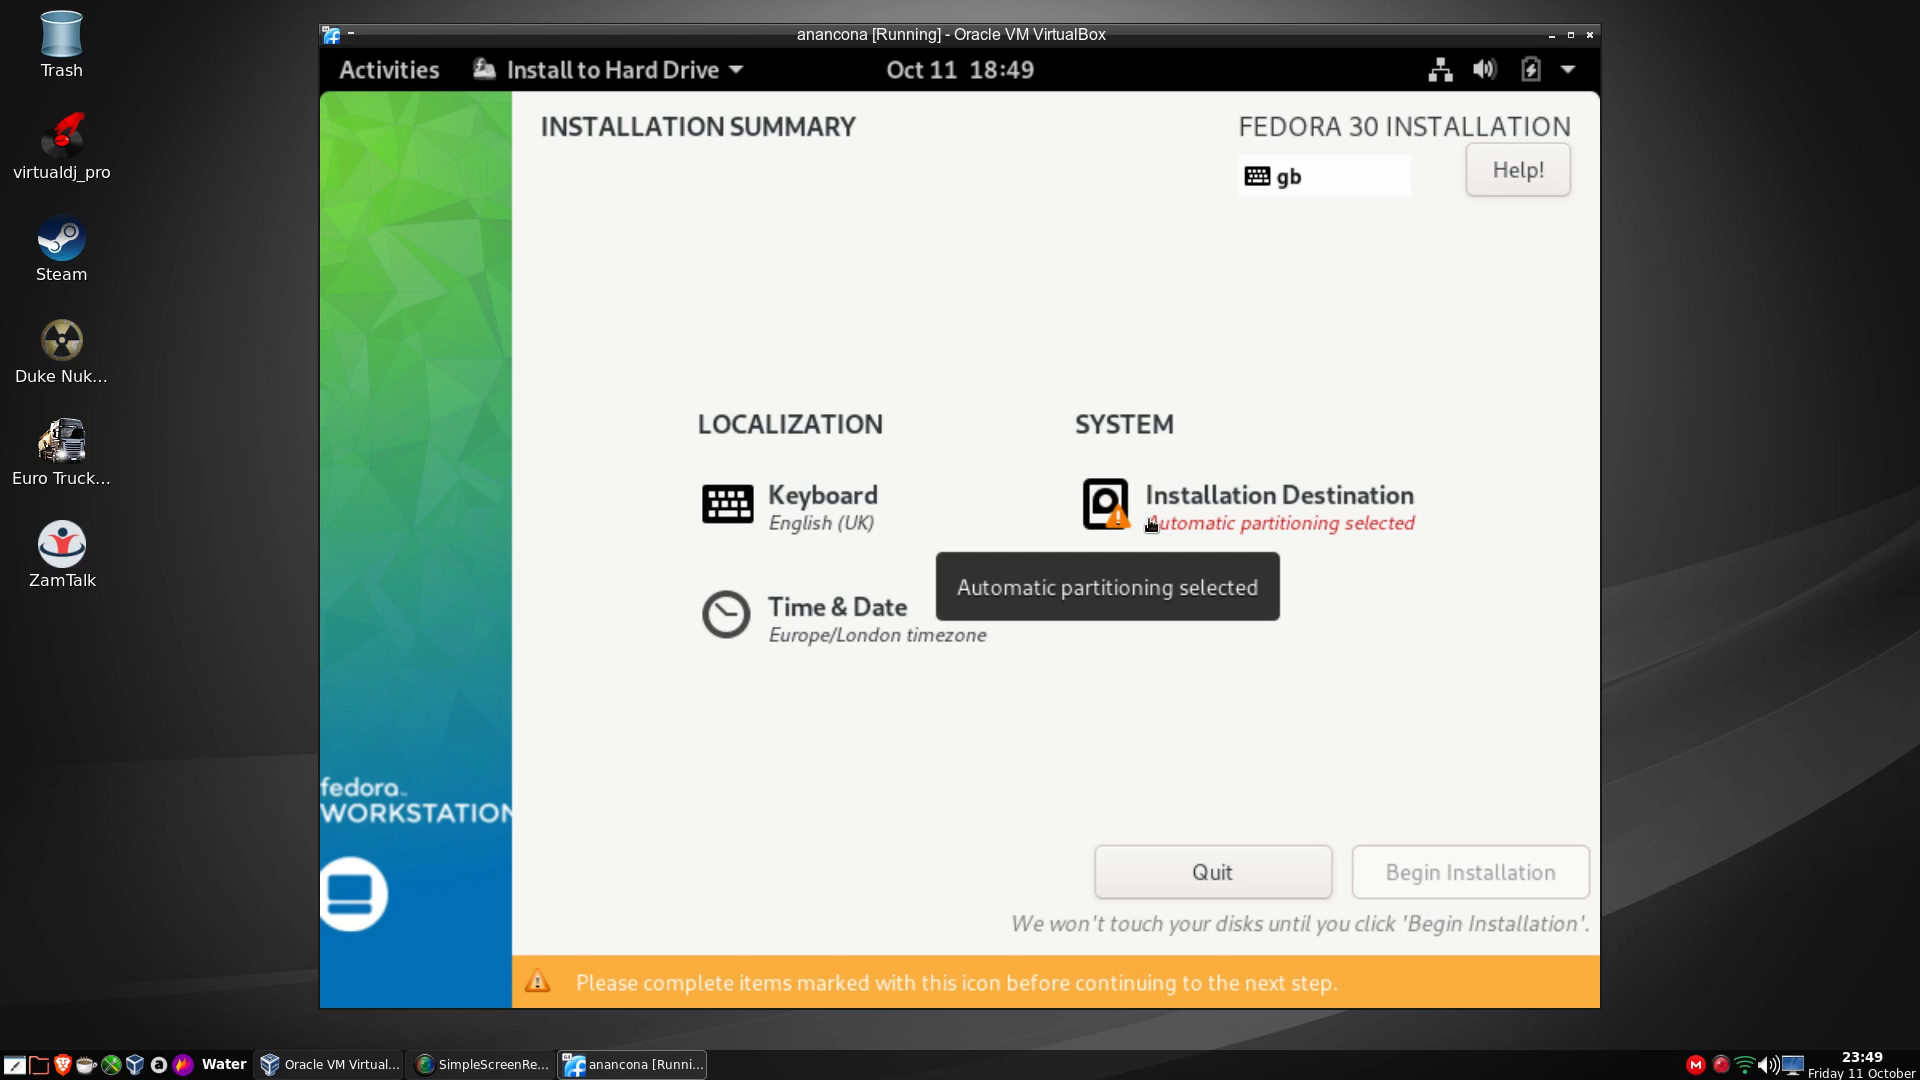 Trash
virtualdj_pro
Steam
Duke Nuk...
Euro Truck...
ZamTalk
anancona [Running] - Oracle VM VirtualBox
Activities
Install to Hard Drive
Oct 11 18:49
INSTALLATION SUMMARY
FEDORA 30 INSTALLATION
gb
Help!
LOCALIZATION
SYSTEM
Keyboard
English (UK)
Installation Destination
Automatic partitioning selected
Automatic partitioning selected
Time & Date
Europe/London timezone
fedora™
WORKSTATION
Quit
Begin Installation
We won't touch your disks until you click 'Begin Installation'.
Please complete items marked with this icon before continuing to the next step.
Water
Oracle VM Virtual...
SimpleScreenRe...
anancona [Runni...
23:49
Friday 11 October